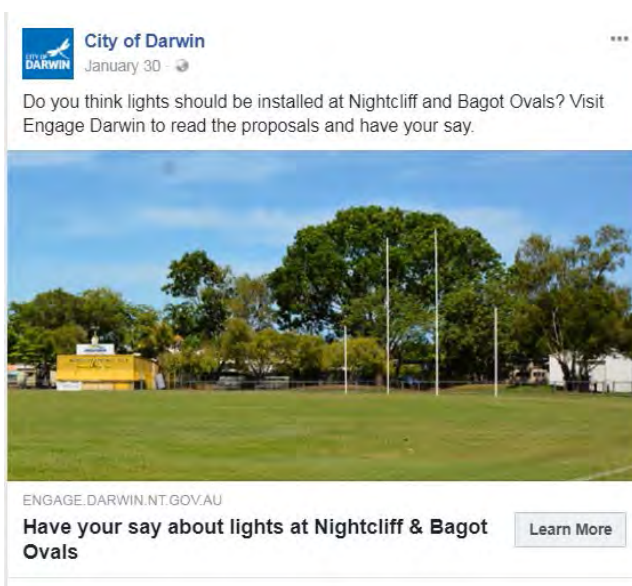 CITY OF
DARWIN
City of Darwin
January 30
Do you think lights should be installed at Nightcliff and Bagot Ovals? Visit
Engage Darwin to read the proposals and have your say.
ENGAGE.DARWIN.NT.GOV.AU
Have your say about lights at Nightcliff & Bagot
Ovals
Learn More